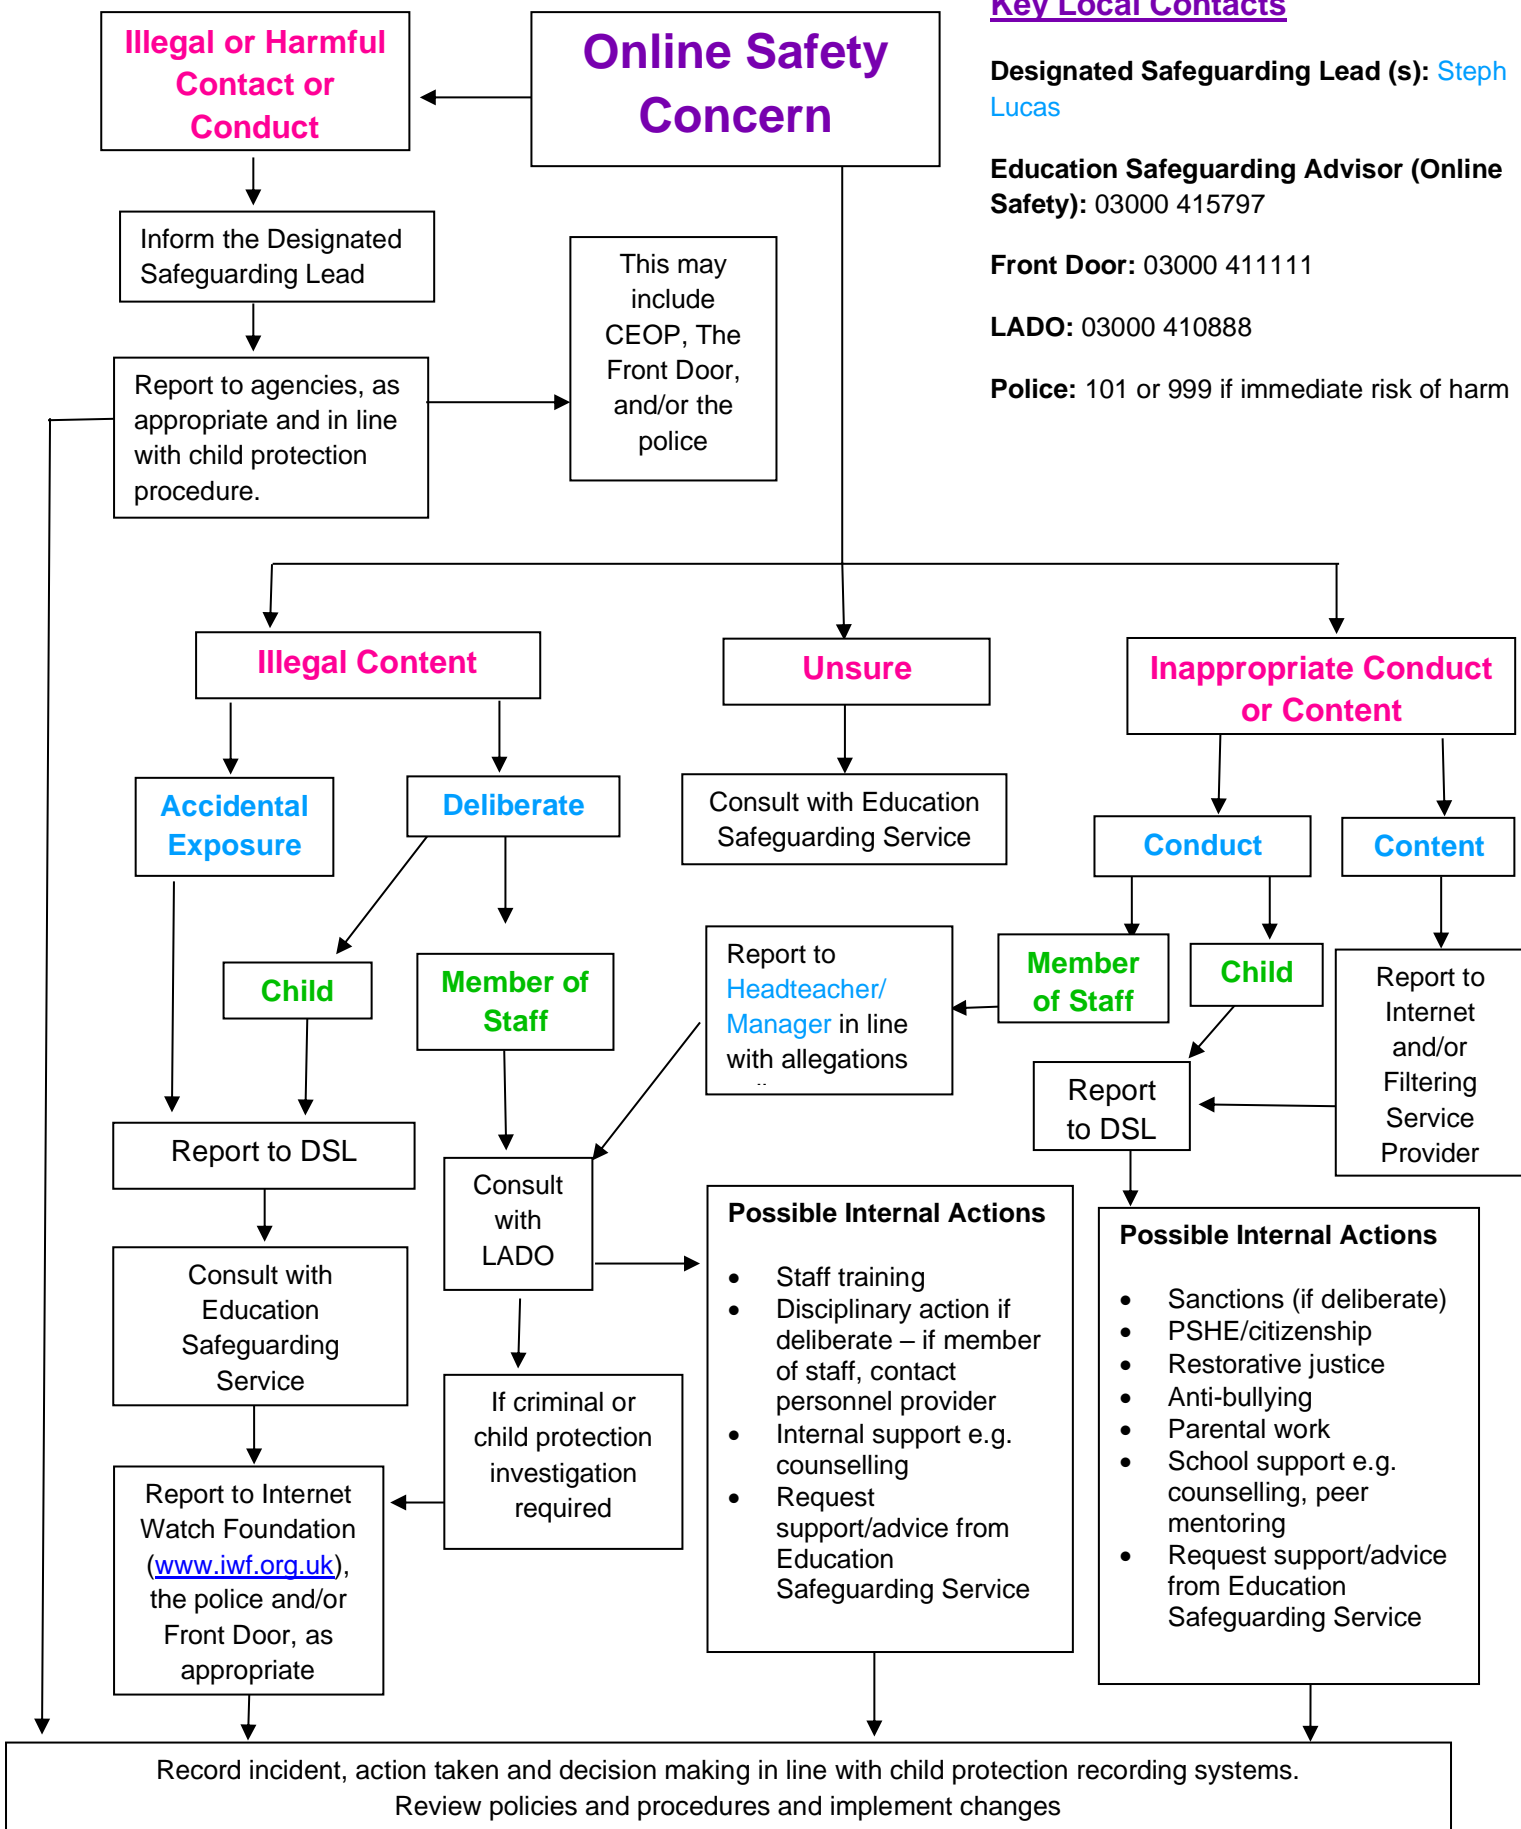 Key Local Contacts
Illegal or Harmful
Contact or
Conduct
Online Safety
Concern
Designated Safeguarding Lead (s): Steph
Lucas
Education Safeguarding Advisor (Online
Safety): 03000 415797
Front Door: 03000 411111
LADO: 03000 410888
Police: 101 or 999 if immediate risk of harm
Inform the Designated
Safeguarding Lead
Report to agencies, as
appropriate and in line
with child protection
procedure.
This may
include
CEOP, The
Front Door,
and/or the
police
Illegal Content
Unsure
Inappropriate Conduct
or Content
Accidental
Exposure
Deliberate
Consult with Education
Safeguarding Service
Conduct
Content
Child
Member of
Staff
Report to
Headteacher/
Manager in line
with allegations
Member
of Staff
Child
Report to
Internet
and/or
Filtering
Service
Provider
Report to DSL
Consult
with
LADO
Report
to DSL
Consult with
Education
Safeguarding
Service
If criminal or
child protection
investigation
required
Report to Internet
Watch Foundation
(www.iwf.org.uk),
the police and/or
Front Door, as
appropriate
Possible Internal Actions
• Staff training
• Disciplinary action if
deliberate – if member
of staff, contact
personnel provider
• Internal support e.g.
counselling
• Request
support/advice from
Education
Safeguarding Service
Possible Internal Actions
• Sanctions (if deliberate)
• PSHE/citizenship
• Restorative justice
• Anti-bullying
• Parental work
• School support e.g.
counselling, peer
mentoring
• Request support/advice
from Education
Safeguarding Service
Record incident, action taken and decision making in line with child protection recording systems.
Review policies and procedures and implement changes